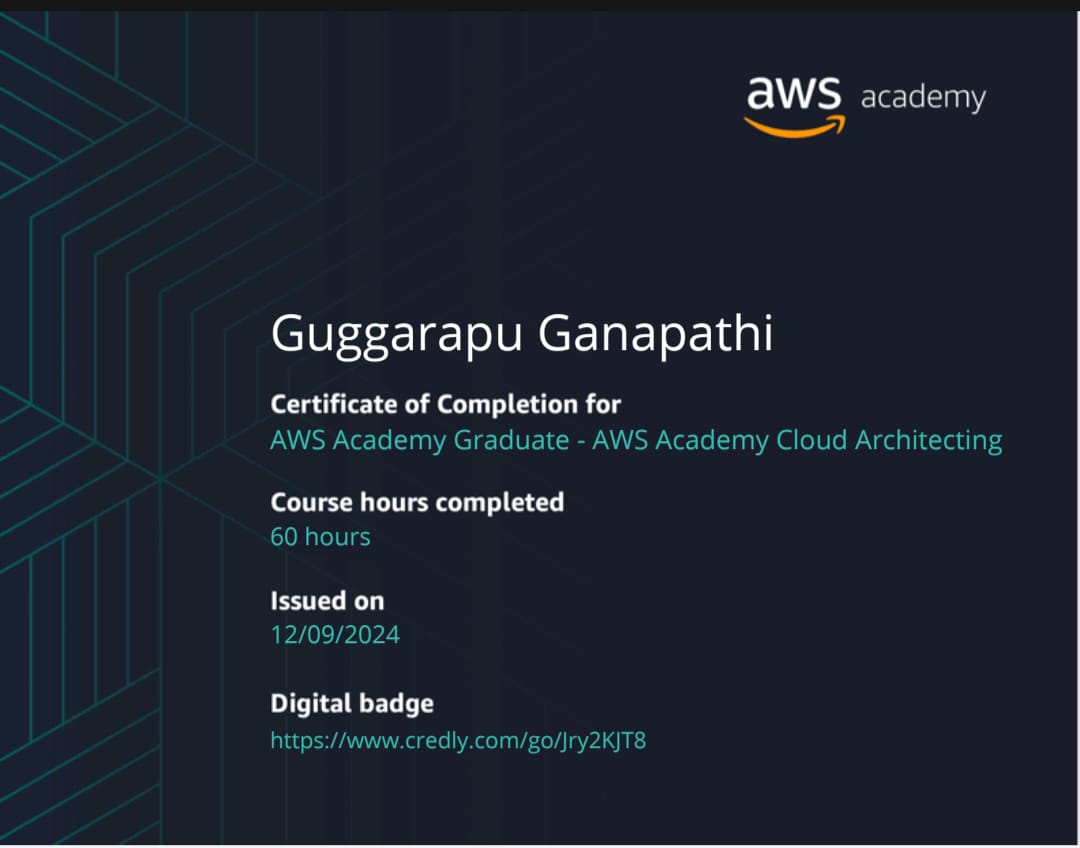 aws academy
Guggarapu Ganapathi
Certificate of Completion for
AWS Academy Graduate - AWS Academy Cloud Architecting
Course hours completed
60 hours
Issued on
12/09/2024
Digital badge
https://www.credly.com/go/Jry2KJT8